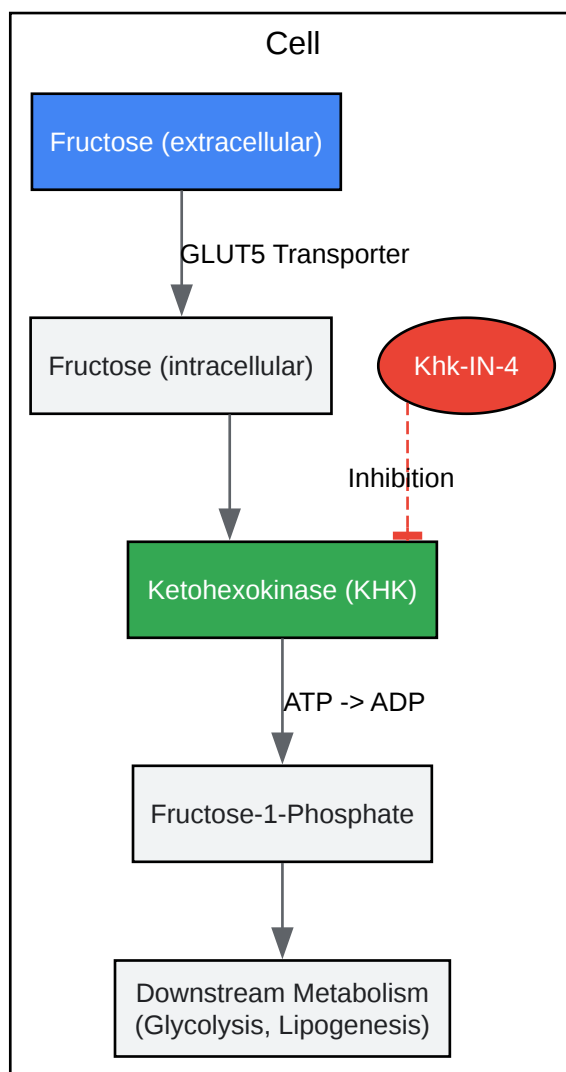 Cell
Fructose (extracellular)
GLUT5 Transporter
Fructose (intracellular)
Khk-IN-4
Inhibition
Ketohexokinase (KHK)
ATP -> ADP
Fructose-1-Phosphate
Downstream Metabolism
(Glycolysis, Lipogenesis)